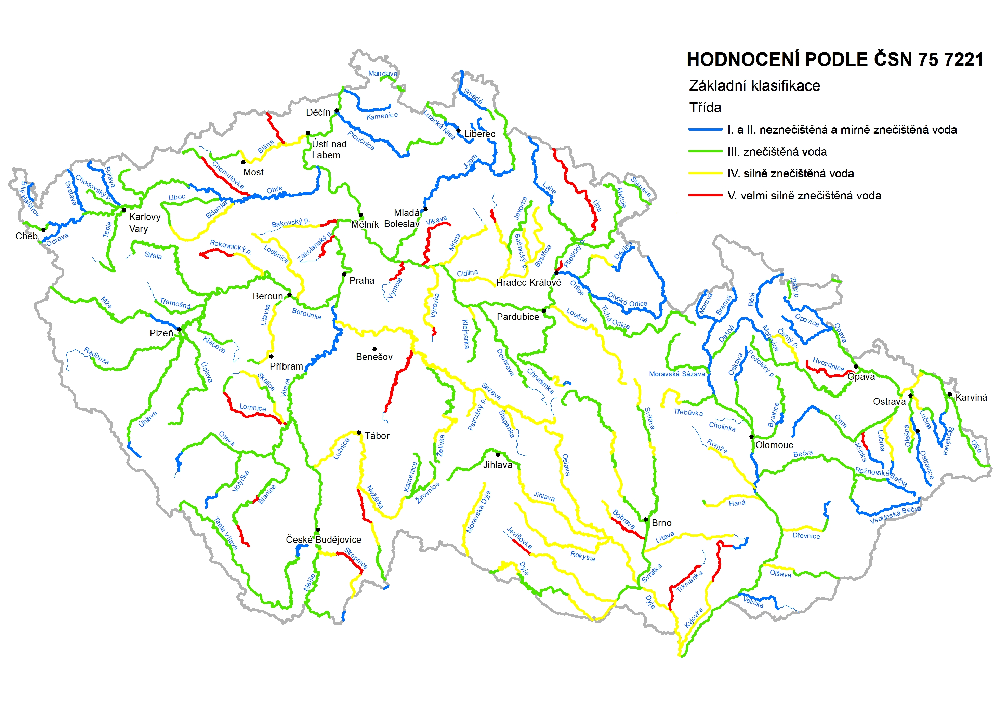 HODNOCENÍ PODLE ČSN 75 7221
Základní klasifikace
Třída
I. a II. neznečištěná a mírně znečištěná voda
III. znečištěná voda
IV. silně znečištěná voda
V. velmi silně znečištěná voda
Mandava
Smědá
Děčín
Kamenice
Lužická Nisa
Liberec
Ploučnice
Ústí nad
Labem
Bílina
Most
Chomutovka
Jizera
Rolava
Chodovský p.
Svatava
Bílý
Halštrov
Ohře
Liboc
Blšanka
Labe
Úpa
Metuje
Stěnava
Karlovy
Vary
Teplá
Cheb
Odrava
Bakovský p.
Mělník
Mladá
Boleslav
Vlkava
Javorka
Mrlina
Bašnický p.
Bystřice
Piletický p.
Dědina
Rakovnický p.
Loděnice
Zákolanský p.
Střela
Praha
Výmola
Cidlina
Hradec Králové
Orlice
Divoká Orlice
Tichá Orlice
Beroun
Berounka
Třemošná
Mže
Litavka
Výrovka
Klejnárka
Pardubice
Loučná
Morava
Branná
Bělá
Zlatý p.
Opavice
Opava
Plzeň
Klabava
Radbuza
Úslava
Příbram
Benešov
Doubrava
Chrudimka
Desná
Moravice
Černý p.
Podolský p.
Oskava
Moravská Sázava
Hvozdnice
Opava
Skalice
Vltava
Lomnice
Úhlava
Sázava
Pstružný p.
Šlapanka
Svitava
Třebůvka
Cholinka
Bystřice
Odra
Ostrava
Karviná
Lučina
Stonávka
Olše
Otava
Tábor
Lužnice
Želivka
Jihlava
Oslava
Romže
Olomouc
Bečva
Jičínka
Lubina
Olešná
Ostravice
Rožnovská Bečva
Volyňka
Blanice
Nežárka
Kamenice
Žirovnice
Moravská Dyje
Jihlava
Haná
Vsetínská Bečva
Teplá Vltava
České Budějovice
Stropnice
Malše
Jevišovka
Rokytná
Bobrava
Brno
Litava
Dřevnice
Dyje
Svratka
Trkmanka
Olšava
Dyje
Kyjovka
Velička